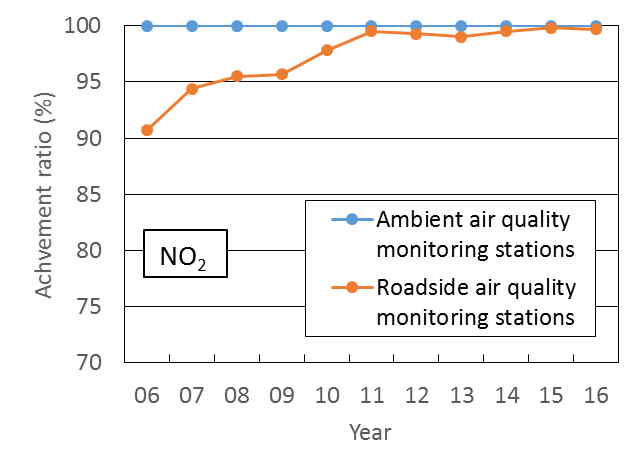 100
95
90
85
80
75
70
Achvement ratio (%)
NO₂
Ambient air quality
monitoring stations
Roadside air quality
monitoring stations
06 07 08 09 10 11 12 13 14 15 16
Year